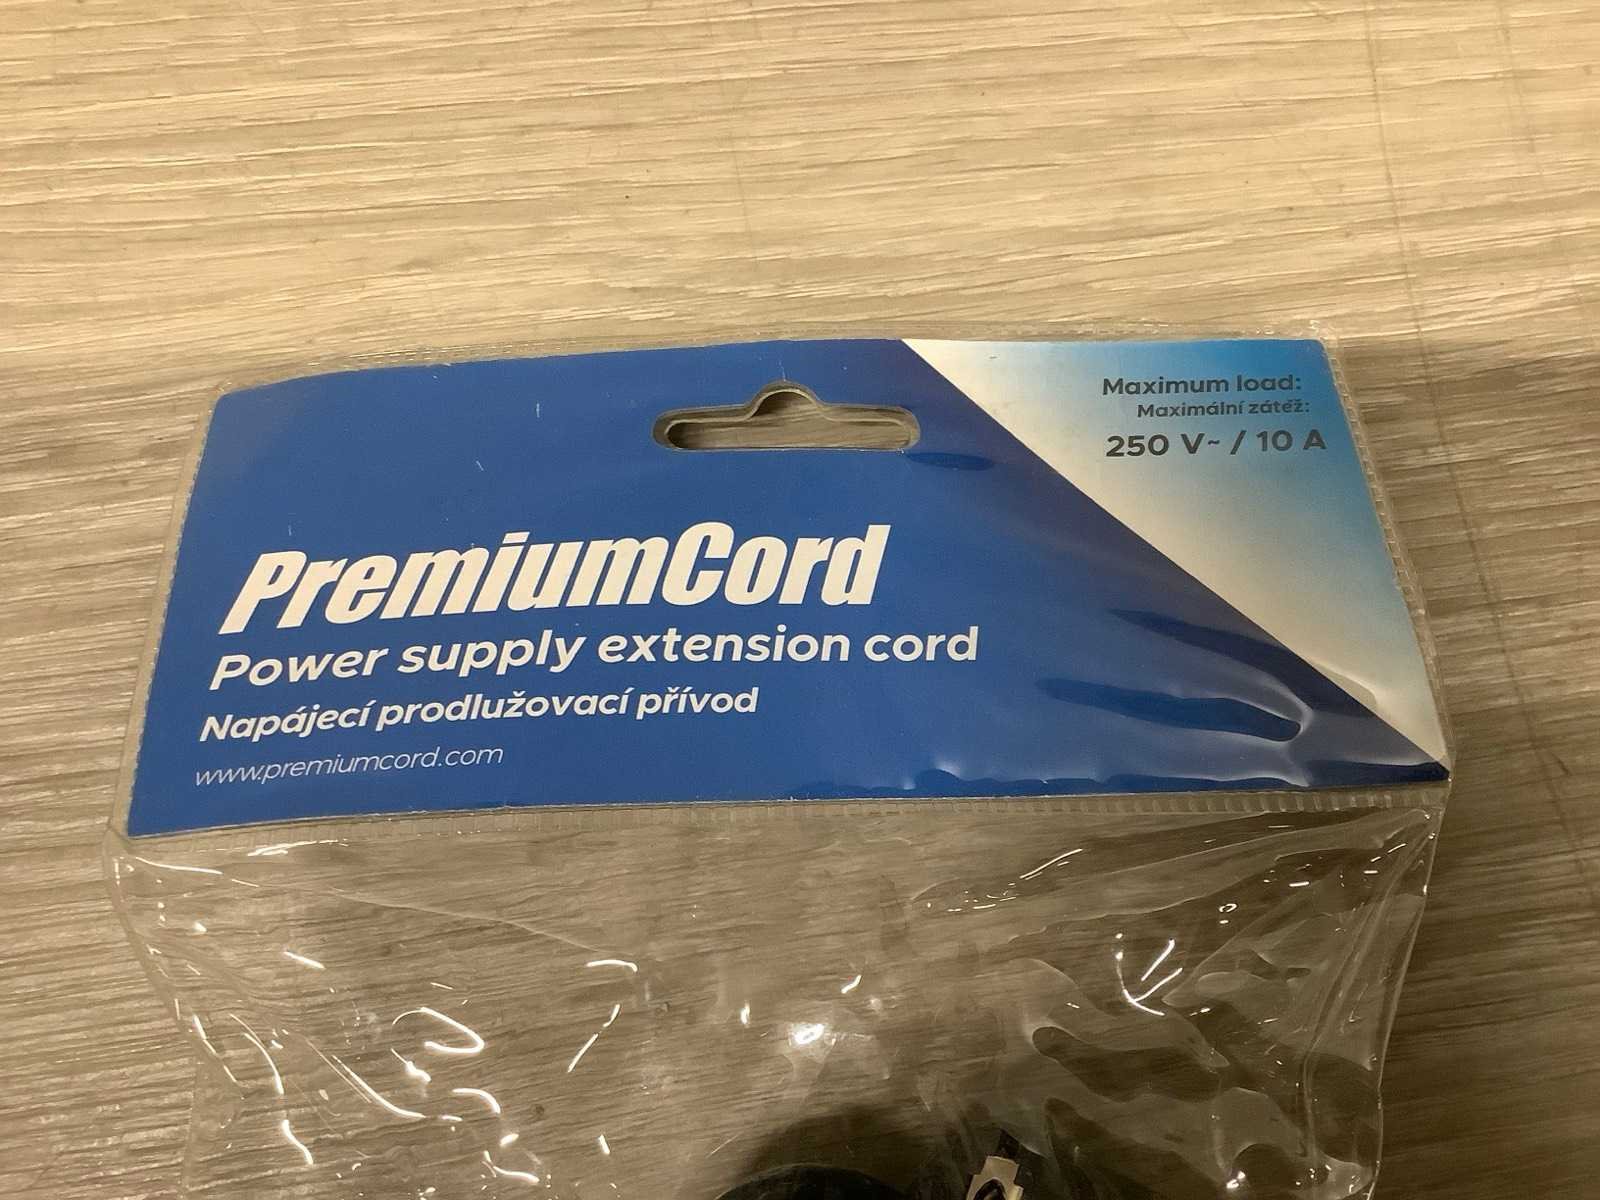 Maximum load:
Maximální zátěž:
250 V~ / 10 A
PremiumCord
Power supply extension cord
Napájecí prodlužovací přívod
www.premiumcord.com